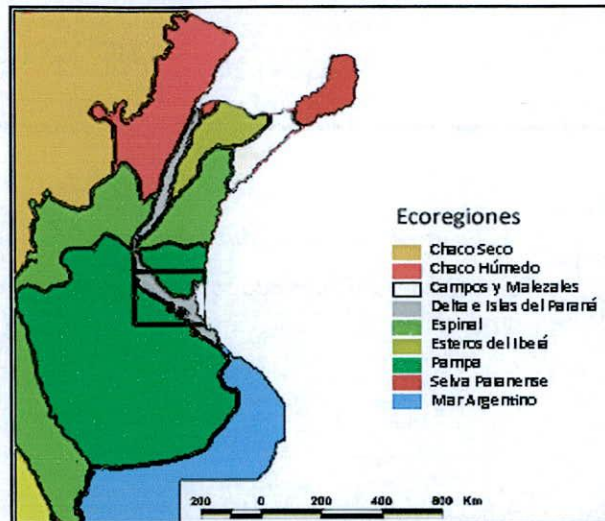 Ecoregiones
Chaco Seco
Chaco Húmedo
Campos y Malezales
Delta e Islas del Paraná
Espinal
Esteros del Iberá
Pampa
Selva Paranense
Mar Argentino
200 0 200 400 600 Km